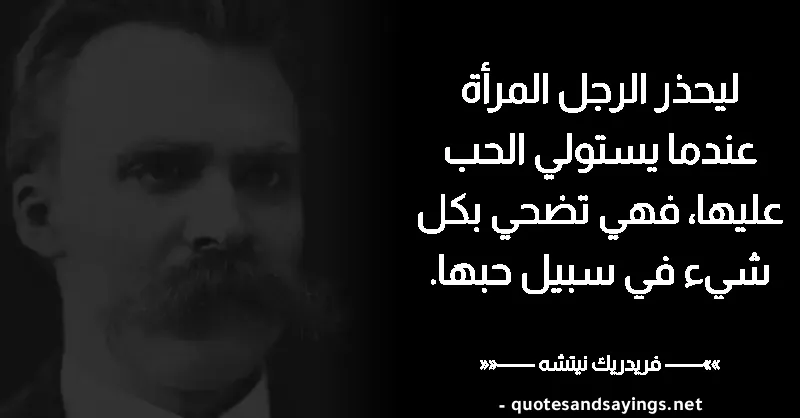 ليحذر الرجل المرأة
عندما يستولي الحب
عليها، فهي تضحي بكل
شيء في سبيل حبها.
»»—— فريدريك نيتشه ——««
- quotesandsayings.net